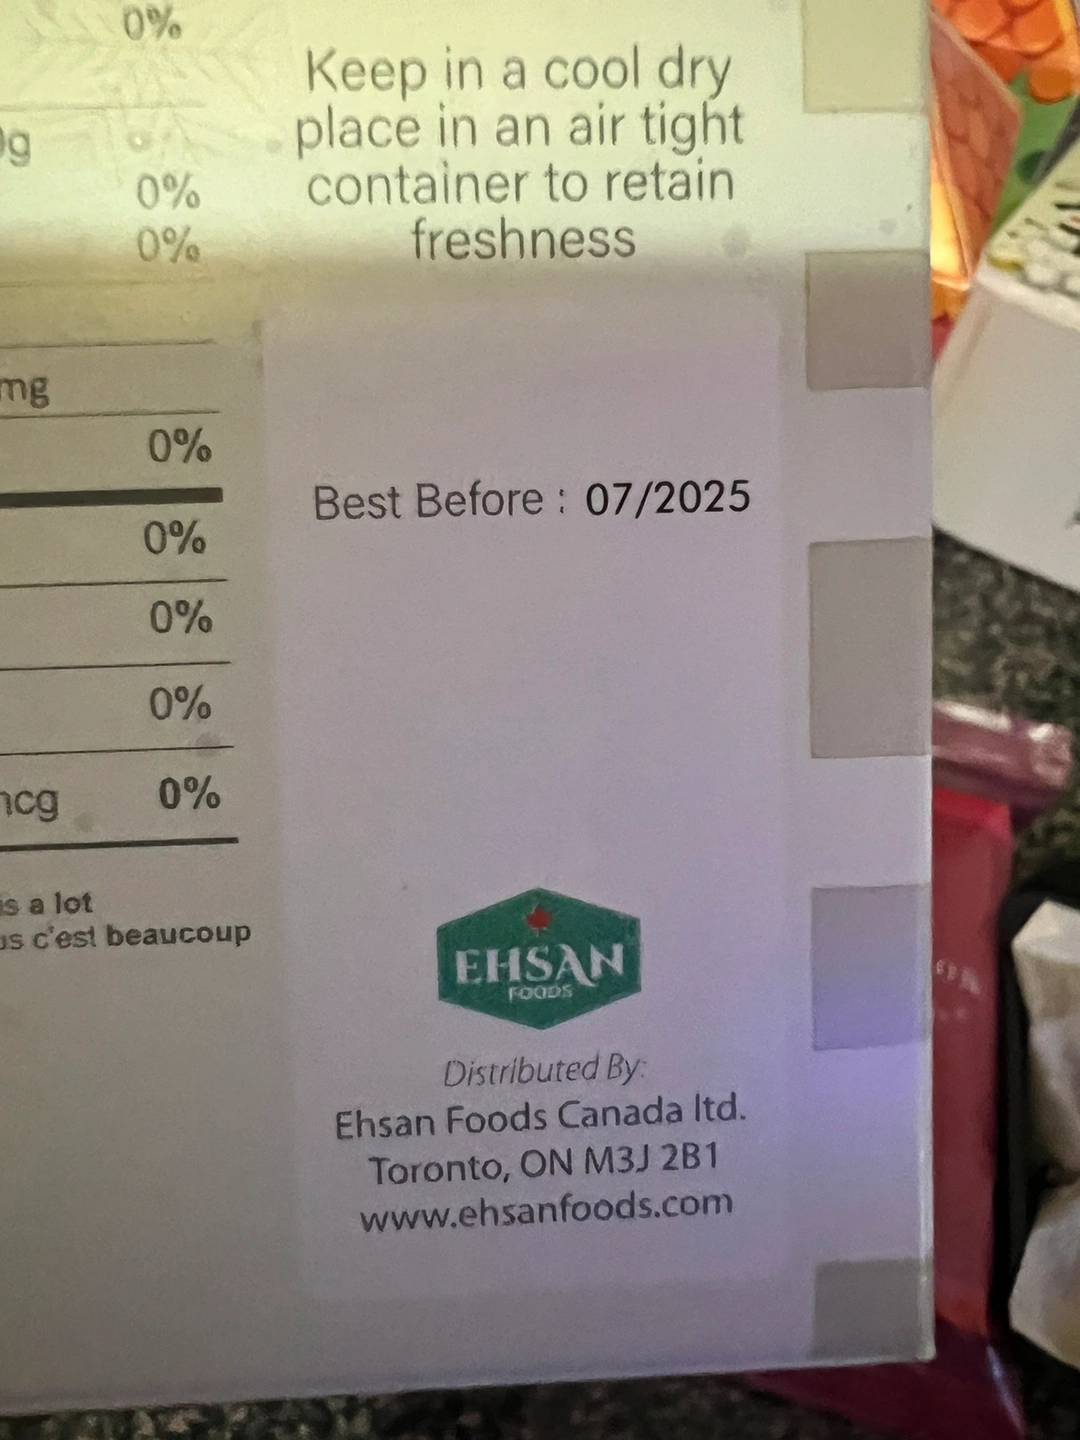 0%
Keep in a cool dry
place in an air tight
container to retain
freshness
0g
0%
0%
mg
0%
0%
0%
0%
mcg 0%
is a lot
us c'est beaucoup
Best Before : 07/2025
EHSAN
FOODS
Distributed By:
Ehsan Foods Canada ltd.
Toronto, ON M3J 2B1
www.ehsanfoods.com